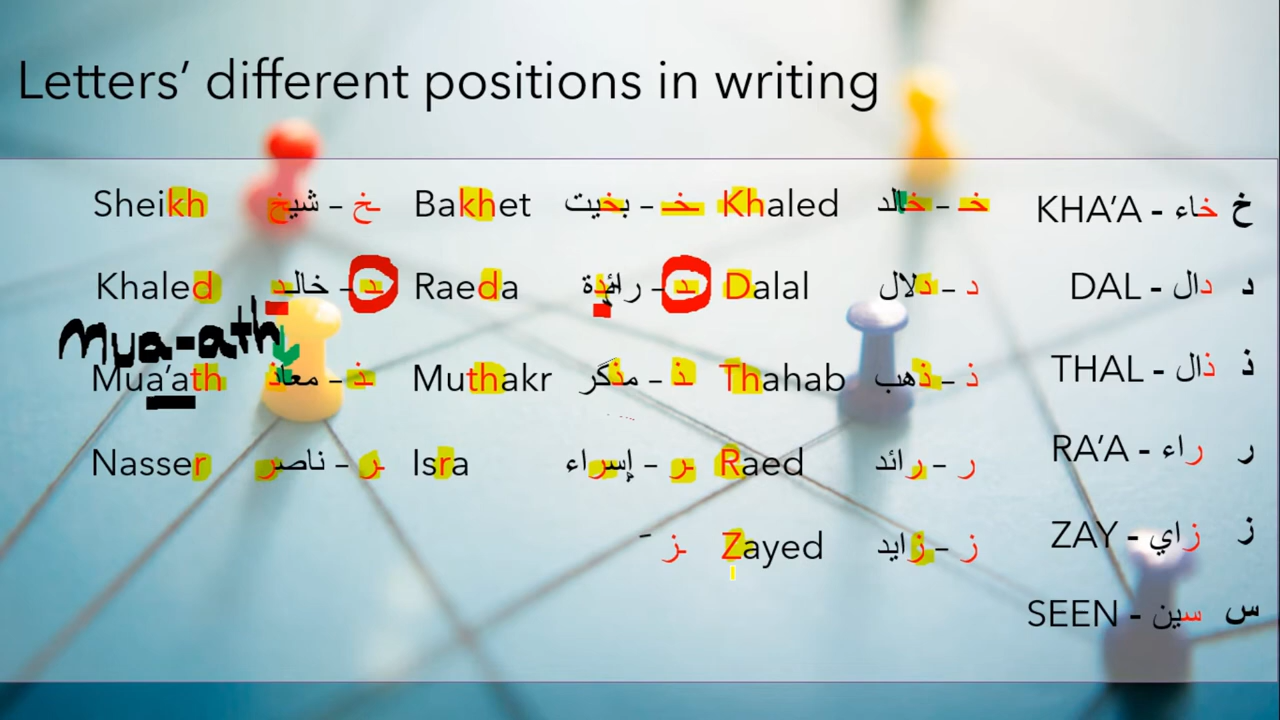 Letters’ different positions in writing
خ خاء - KHA’A خـ – خالد Khaled ـخـ – بخيت Bakhet ـخ – شيخ Sheikh
د دال - DAL د – دلال Dalal ـد – رائدة Raeda ـد – خالد Khaled
Mua-ath
ذ ذال - THAL ذ – ذهب Thahab ـذ – مذكر Muthakr ـذ – معاذ Mua’ath
ر راء - RA’A ر – رائد Raed ـر – إسراء Isra ـر – ناصر Nasser
ز زاي - ZAY ز – زايد Zayed ـز –
س سين - SEEN